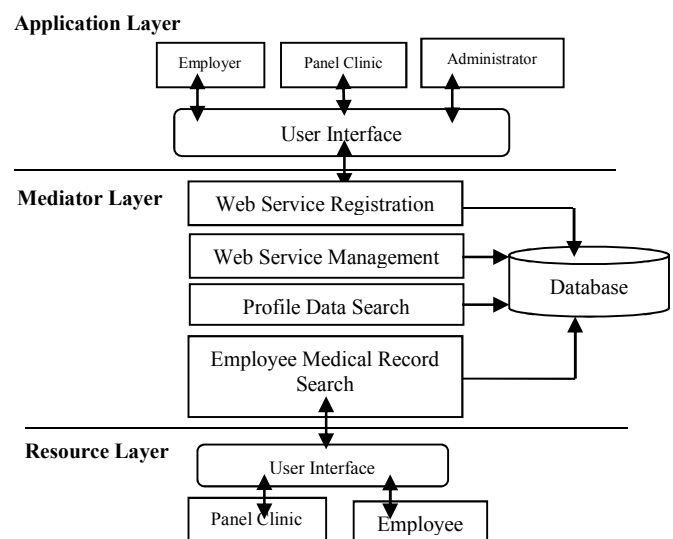 Application Layer
Employer
Panel Clinic
Administrator
User Interface
Mediator Layer
Web Service Registration
Web Service Management
Profile Data Search
Employee Medical Record
Search
Database
Resource Layer
User Interface
Panel Clinic
Employee